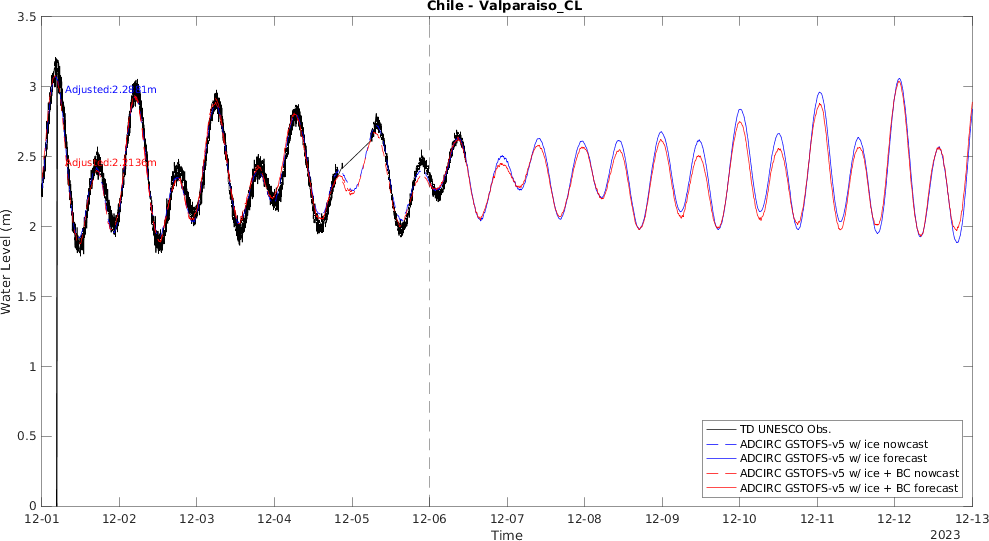 Chile - Valparaiso_CL
3.5
3
2.5
2
1.5
1
0.5
0
Water Level (m)
Adjusted:2.2136m
12-01
12-02
12-03
12-04
12-05
12-06
12-07
12-08
12-09
12-10
12-11
12-12
12-13
Time
2023
TD UNESCO Obs.
ADCIRC GSTOFS-v5 w/ ice nowcast
ADCIRC GSTOFS-v5 w/ ice forecast
ADCIRC GSTOFS-v5 w/ ice + BC nowcast
ADCIRC GSTOFS-v5 w/ ice + BC forecast